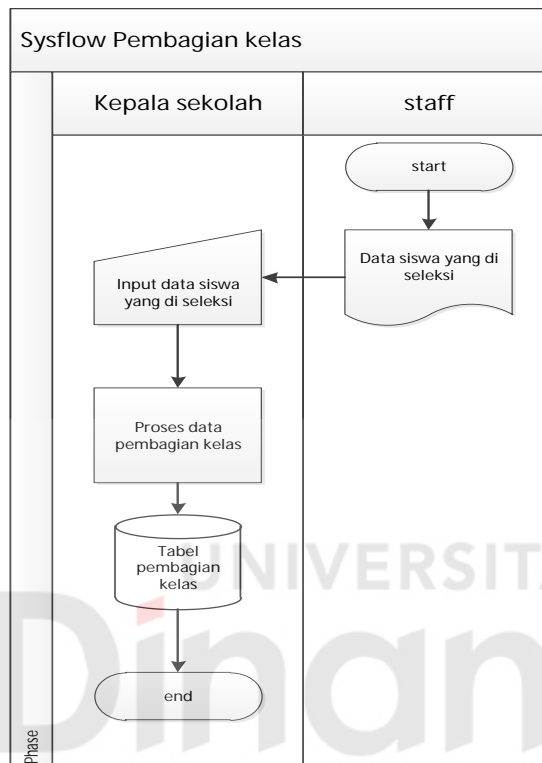 Sysflow Pembagian kelas
Kepala sekolah
staff
start
Data siswa yang di
seleksi
Input data siswa
yang di seleksi
Proses data
pembagian kelas
Tabel
pembagian
kelas
end
Phase
UNIVERSITA
Dinam